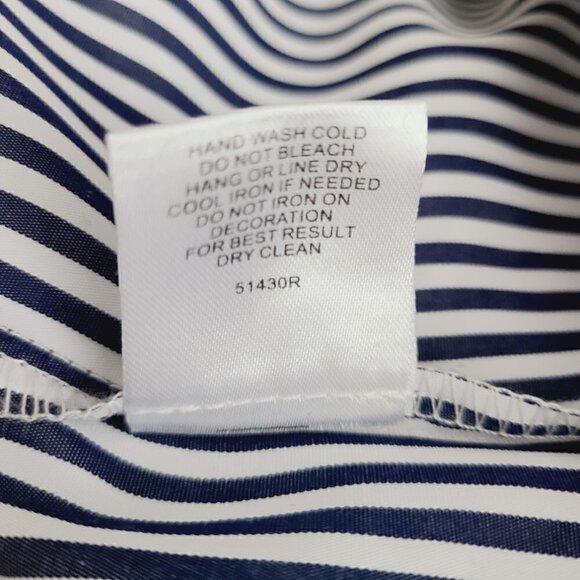 HAND WASH COLD
DO NOT BLEACH
HANG OR LINE DRY
COOL IRON IF NEEDED
DO NOT IRON ON
DECORATION
FOR BEST RESULT
DRY CLEAN
51430R